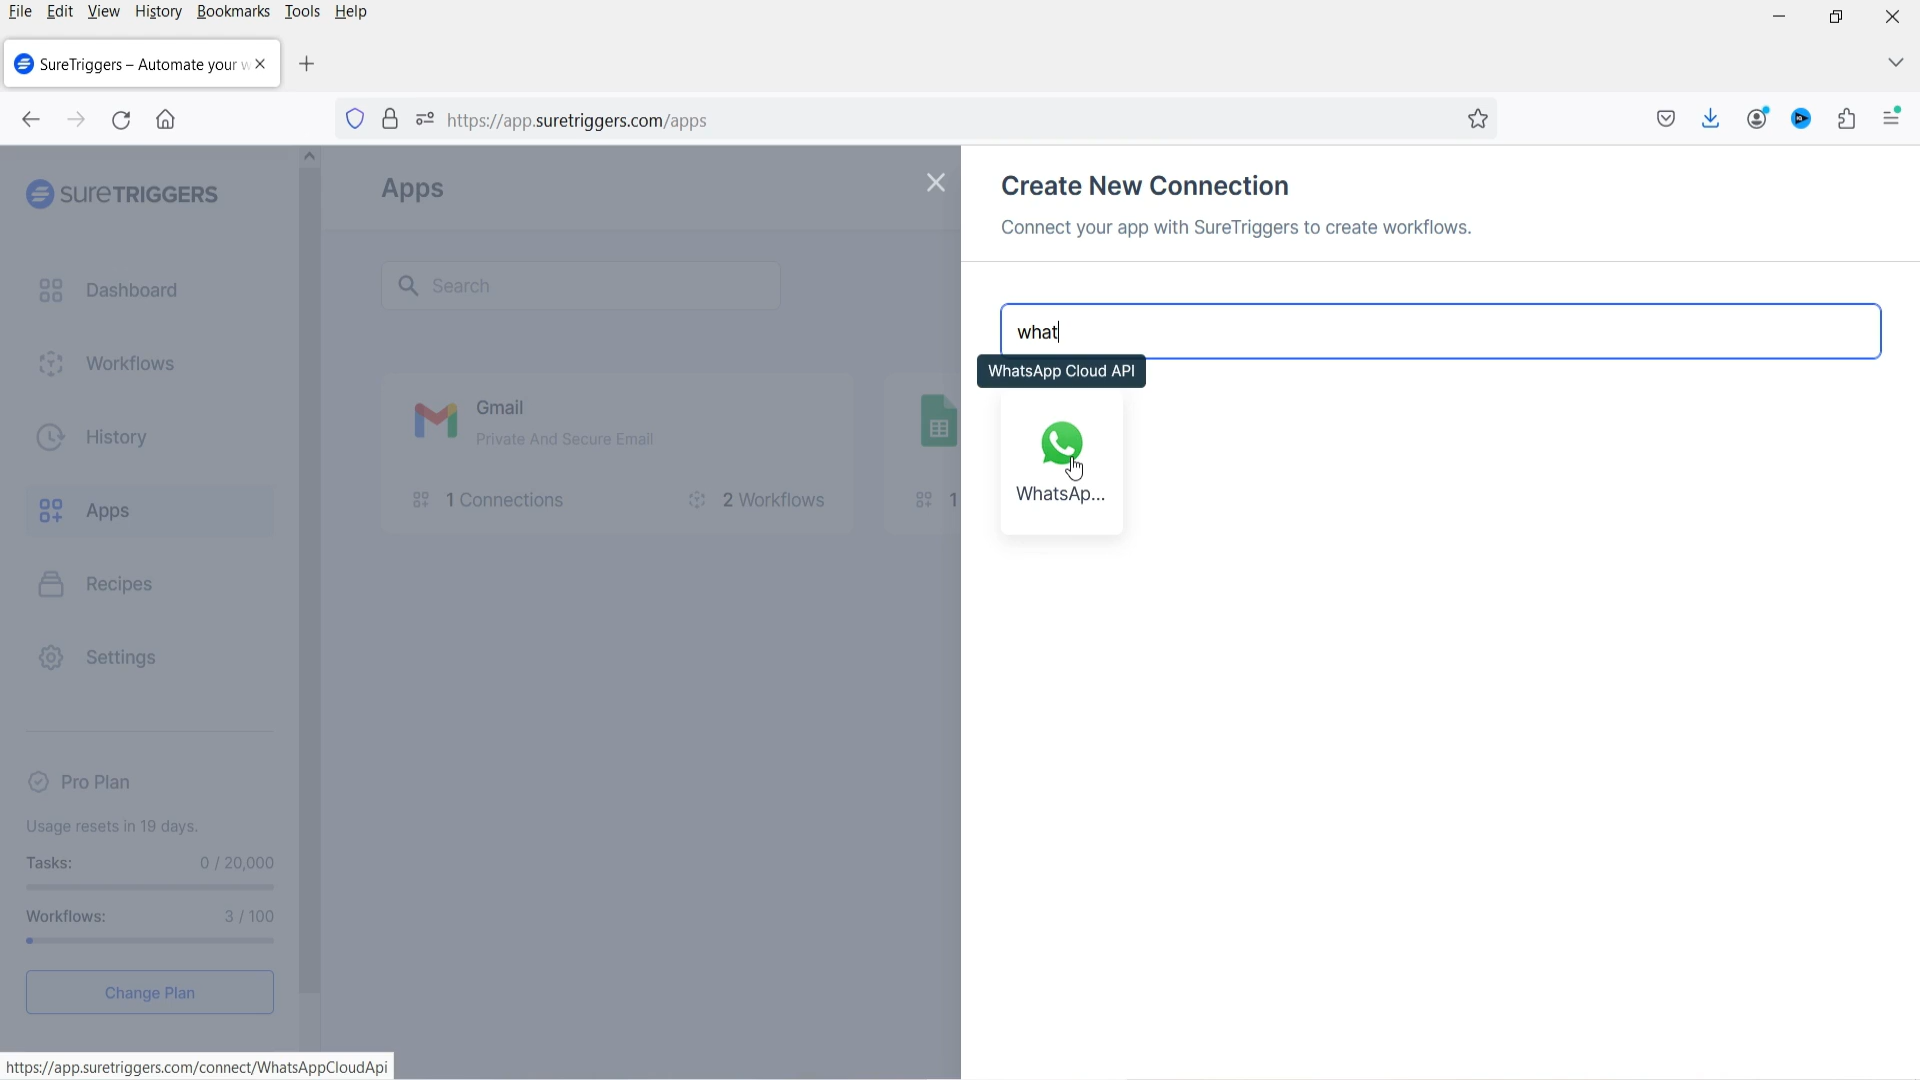 File Edit View History Bookmarks Tools Help
SureTriggers – Automate your w
https://app.suretriggers.com/apps
SureTRIGGERS
Dashboard
Workflows
History
Apps
Recipes
Settings
Pro Plan
Usage resets in 19 days.
Tasks: 0 / 20,000
Workflows: 3 / 100
Change Plan
Apps
Search
Gmail
Private And Secure Email
1 Connections 2 Workflows 1
Create New Connection
Connect your app with SureTriggers to create workflows.
what
WhatsApp Cloud API
WhatsAp...
https://app.suretriggers.com/connect/WhatsAppCloudApi